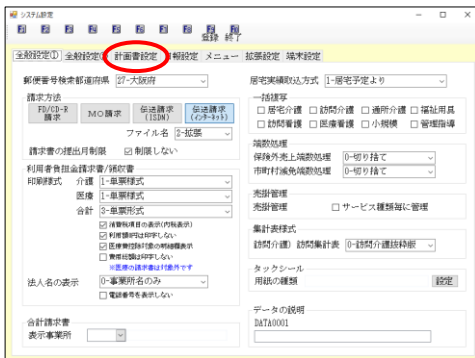 システム設定
登録 終了
全般設定① 全般設定 計画書設定 報設定 メニュー 拡張設定 端末設定
郵便番号検索都道府県 27-大阪府
居宅実績取込方式 1-居宅予定より
請求方法
FD/CD-R請求 MO請求 伝送請求(ISDN) 伝送請求(インターネット)
ファイル名 2-拡張
請求書の提出月制限 制限しない
一括複写
居宅介護 訪問介護 通所介護 福祉用具
訪問看護 医療看護 小規模 管理指導
端数処理
保険外売上端数処理 0-切り捨て
市町村減免端数処理 0-切り捨て
利用者負担金請求書/領収書
印刷様式 介護 1-単票様式
医療 1-単票様式
合計 3-単票形式
消費税項目の表示(内税表示)
利用額0円は印字しない
医療費控除対象の明細欄表示
費用総額は印字しない
※医療の請求書は対象外です
法人名の表示 0-事業所名のみ
電話番号を表示しない
売掛管理
売掛管理 サービス種類毎に管理
集計表様式
訪問介護) 訪問集計表 0-訪問介護抜粋版
タックシール
用紙の種類 設定
合計請求書
表示事業所
データの説明
DATA0001